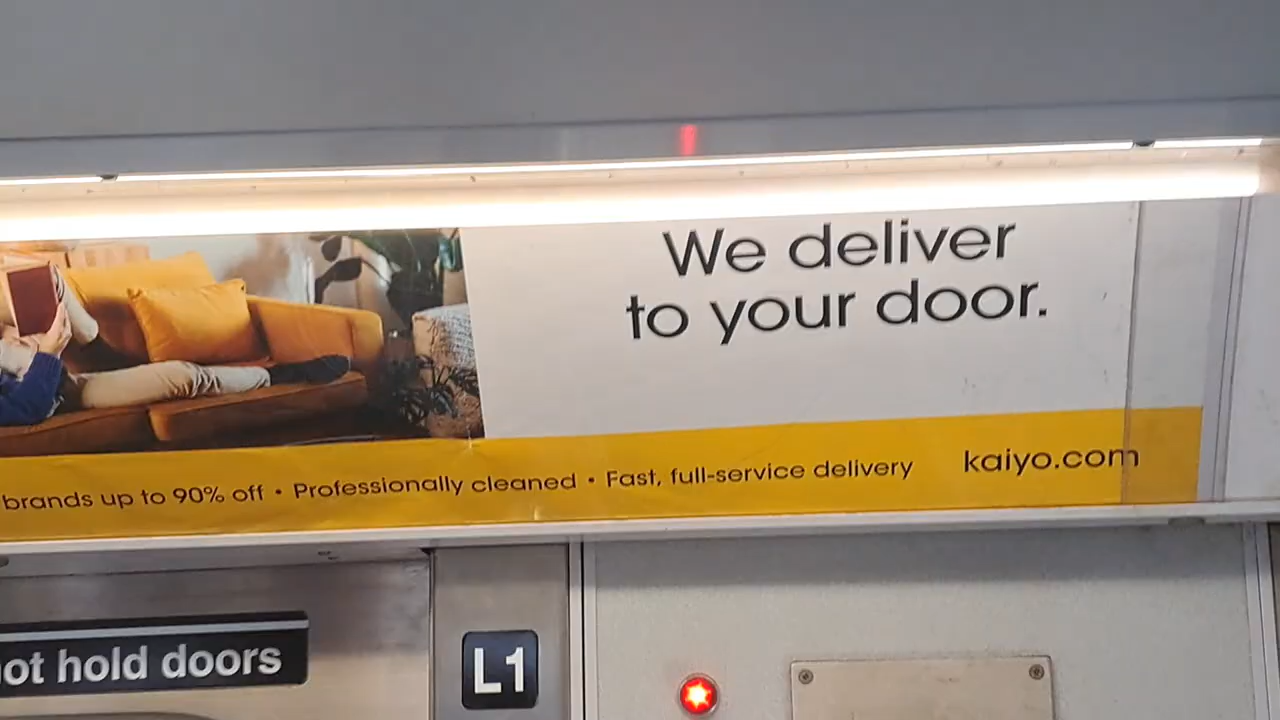 We deliver
to your door.
brands up to 90% off • Professionally cleaned • Fast, full-service delivery
kaiyo.com
hold doors
L1